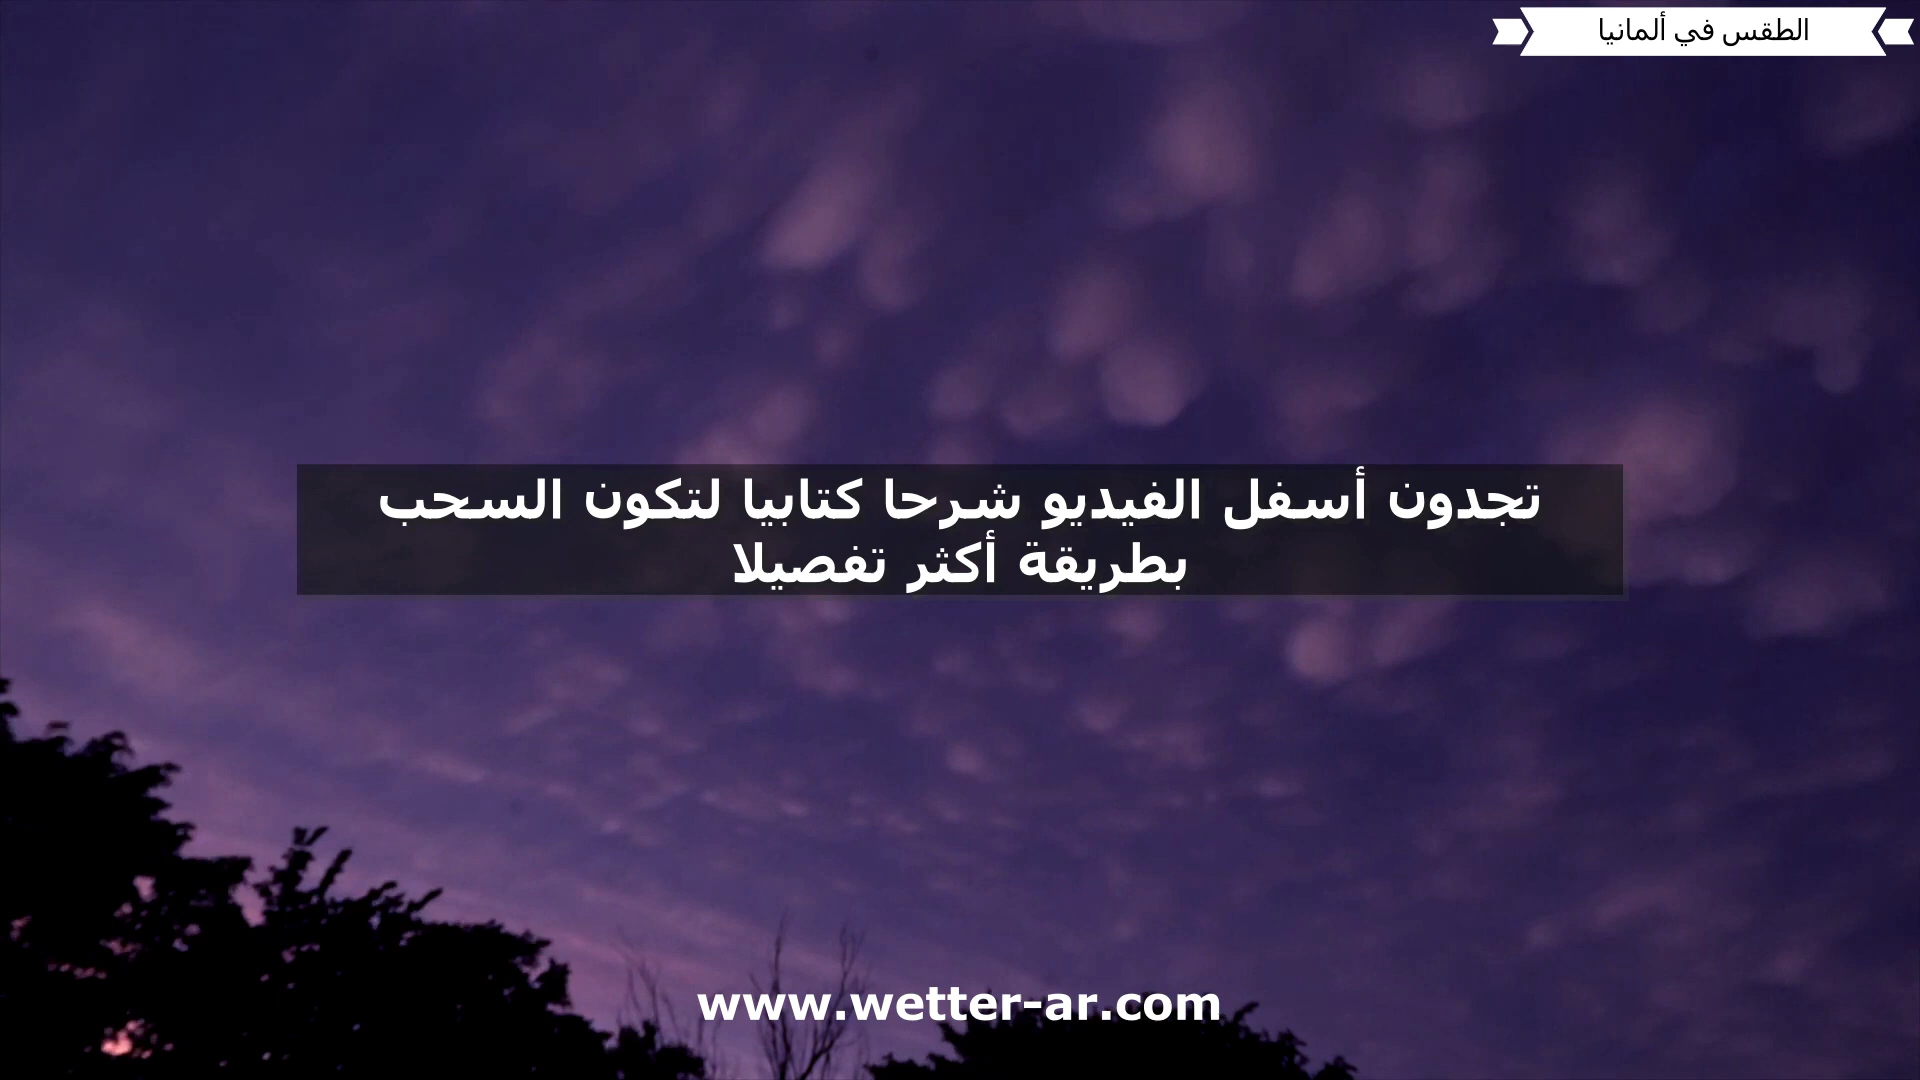 الطقس في ألمانيا
تجدون أسفل الفيديو شرحا كتابيا لتكون السحب
بطريقة أكثر تفصيلا
www.wetter-ar.com